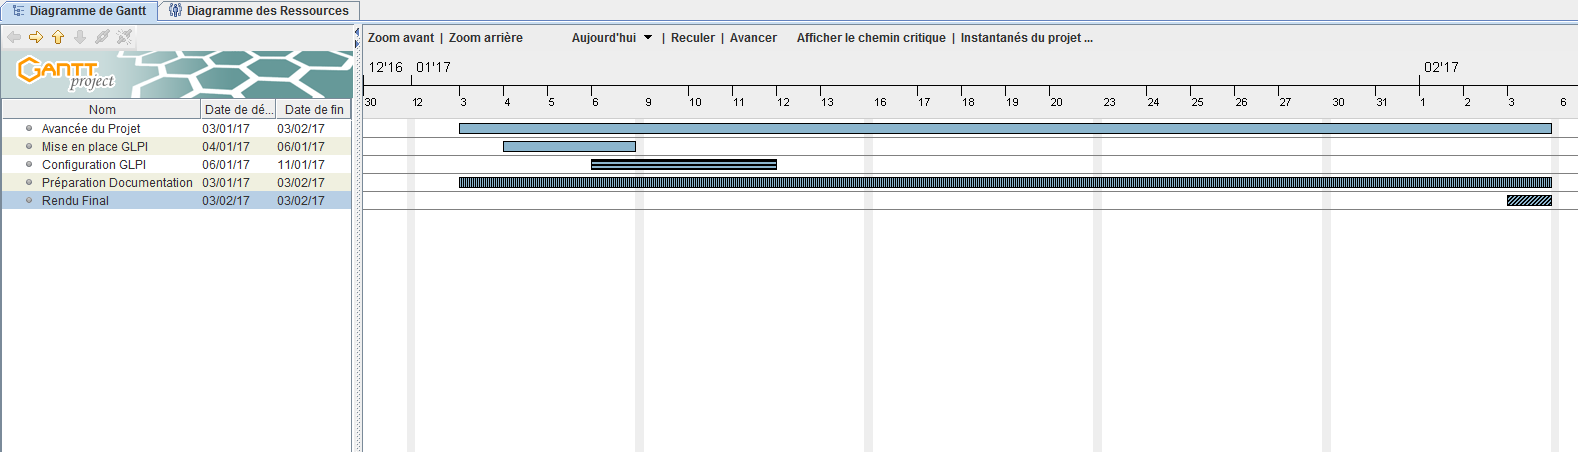 Diagramme de Gantt Diagramme des Ressources
Zoom avant | Zoom arrière Aujourd'hui | Reculer | Avancer Afficher le chemin critique | Instantanés du projet ...
GANTT project
12'16 01'17 02'17
30 12 3 4 5 6 9 10 11 12 13 16 17 18 19 20 23 24 25 26 27 30 31 1 2 3 6
Nom Date de dé... Date de fin
Avancée du Projet 03/01/17 03/02/17
Mise en place GLPI 04/01/17 06/01/17
Configuration GLPI 06/01/17 11/01/17
Préparation Documentation 03/01/17 03/02/17
Rendu Final 03/02/17 03/02/17